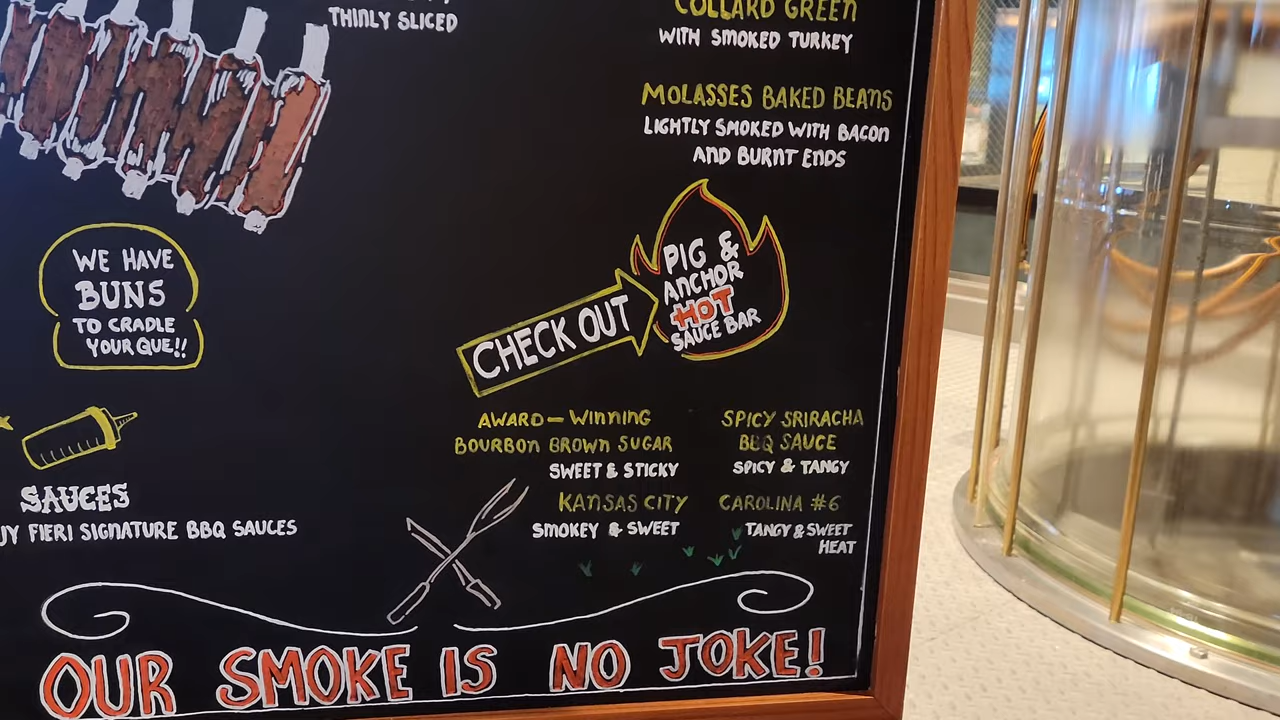 THINLY SLICED
COLLARD GREEN
WITH SMOKED TURKEY
MOLASSES BAKED BEANS
LIGHTLY SMOKED WITH BACON
AND BURNT ENDS
WE HAVE
BUNS
TO CRADLE
YOUR QUE!!
CHECK OUT
PIG &
ANCHOR
HOT
SAUCE BAR
SAUCES
FIERI SIGNATURE BBQ SAUCES
AWARD-WINNING
BOURBON BROWN SUGAR
SWEET & STICKY
SPICY SRIRACHA
BBQ SAUCE
SPICY & TANGY
KANSAS CITY
SMOKEY & SWEET
CAROLINA #6
TANGY & SWEET
HEAT
OUR SMOKE IS NO JOKE!